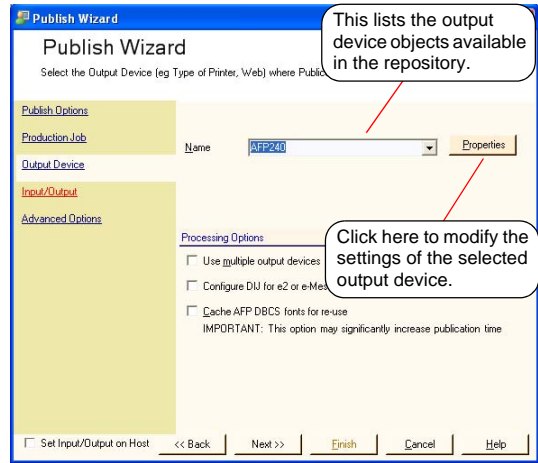 Publish Wizard
This lists the output
device objects available
in the repository.
Publish Wizard
Select the Output Device (eg Type of Printer, Web) where Public
Publish Options
Production Job
Output Device
Input/Output
Advanced Options
Name
AFP240
Properties
Processing Options
Click here to modify the
settings of the selected
output device.
Use multiple output devices
Configure DIJ for e2 or e-Mes
Cache AFP DBCS fonts for re-use
IMPORTANT: This option may significantly increase publication time
Set Input/Output on Host
<< Back
Next >>
Finish
Cancel
Help